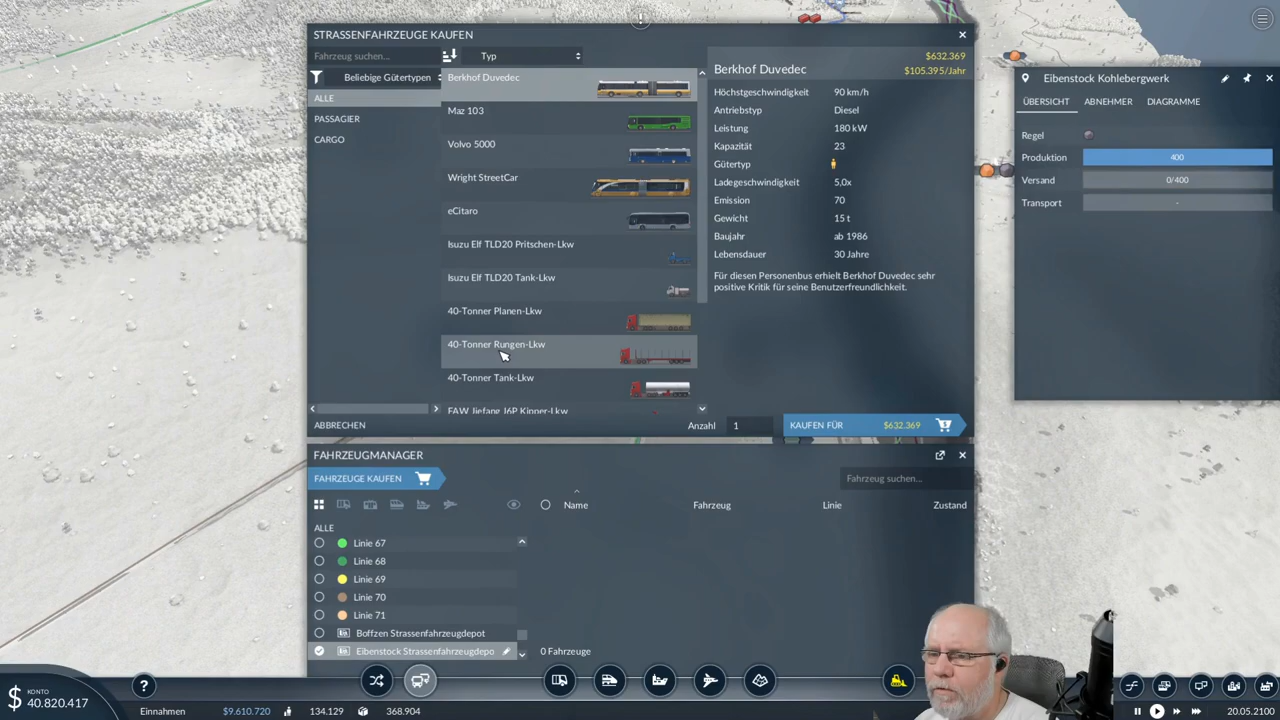 STRASSENFAHRZEUGE KAUFEN
Fahrzeug suchen...
Typ
Beliebige Gütertypen
ALLE
PASSAGIER
CARGO
Berkhof Duvedec
Maz 103
Volvo 5000
Wright StreetCar
eCitaro
Isuzu Elf TLD20 Pritschen-Lkw
Isuzu Elf TLD20 Tank-Lkw
40-Tonner Planen-Lkw
40-Tonner Rungen-Lkw
40-Tonner Tank-Lkw
FAW Jiefang J6P Kipper-Lkw
$632.369
Berkhof Duvedec
$105.395/Jahr
Höchstgeschwindigkeit 90 km/h
Antriebstyp Diesel
Leistung 180 kW
Kapazität 23
Gütertyp
Ladegeschwindigkeit 5,0x
Emission 70
Gewicht 15 t
Baujahr ab 1986
Lebensdauer 30 Jahre
Für diesen Personenbus erhielt Berkhof Duvedec sehr
positive Kritik für seine Benutzerfreundlichkeit.
ABBRECHEN
Anzahl 1
KAUFEN FÜR $632.369
Eibenstock Kohlebergwerk
ÜBERSICHT ABNEHMER DIAGRAMME
Regel
Produktion 400
Versand 0/400
Transport -
FAHRZEUGMANAGER
FAHRZEUGE KAUFEN
Fahrzeug suchen...
Name Fahrzeug Linie Zustand
ALLE
Linie 67
Linie 68
Linie 69
Linie 70
Linie 71
Boffzen Strassenfahrzeugdepot
Eibenstock Strassenfahrzeugdepo
0 Fahrzeuge
$ KONTO
40.820.417
?
Einnahmen $9.610.720 134.129 368.904
20.05.2100